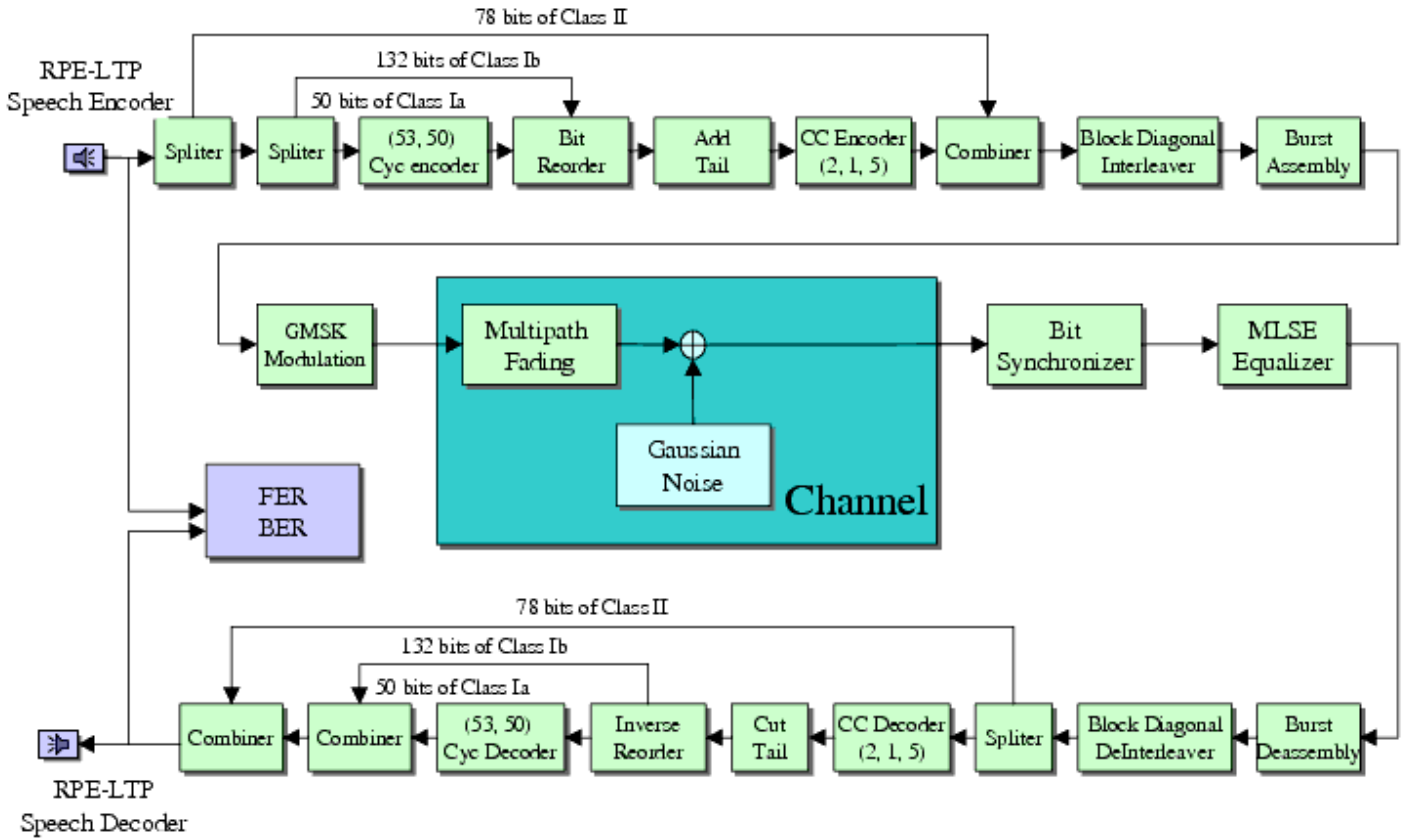 78 bits of Class II
132 bits of Class Ib
50 bits of Class Ia
RPE-LTP
Speech Encoder
Spliter
Spliter
(53, 50)
Cyc encoder
Bit
Reorder
Add
Tail
CC Encoder
(2, 1, 5)
Combiner
Block Diagonal
Interleaver
Burst
Assembly
GMSK
Modulation
Multipath
Fading
Gaussian
Noise
Channel
Bit
Synchronizer
MLSE
Equalizer
FER
BER
78 bits of Class II
132 bits of Class Ib
50 bits of Class Ia
Combiner
Combiner
(53, 50)
Cyc Decoder
Inverse
Reorder
Cut
Tail
CC Decoder
(2, 1, 5)
Spliter
Block Diagonal
DeInterleaver
Burst
Deassembly
RPE-LTP
Speech Decoder